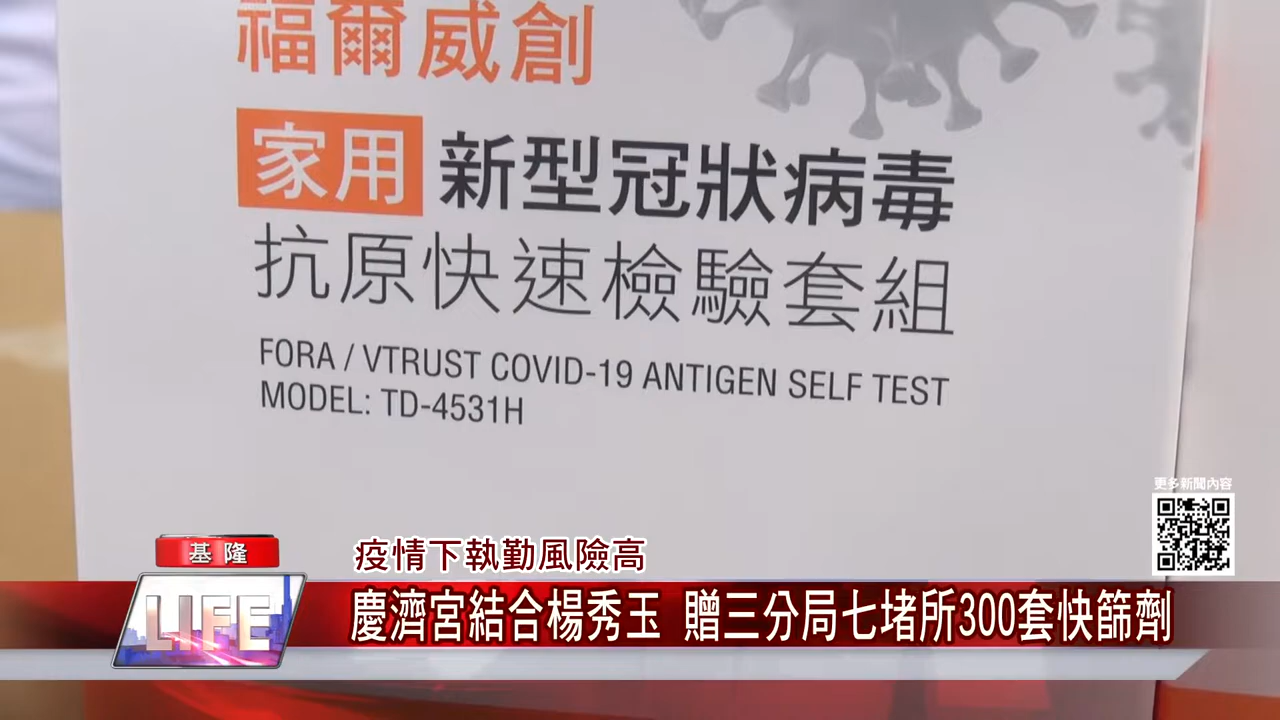 福爾威創
家用 新型冠狀病毒
抗原快速檢驗套組
FORA / VTRUST COVID-19 ANTIGEN SELF TEST
MODEL: TD-4531H
更多新聞內容
基隆
LIFE
疫情下執勤風險高
慶濟宮結合楊秀玉 贈三分局七堵所300套快篩劑